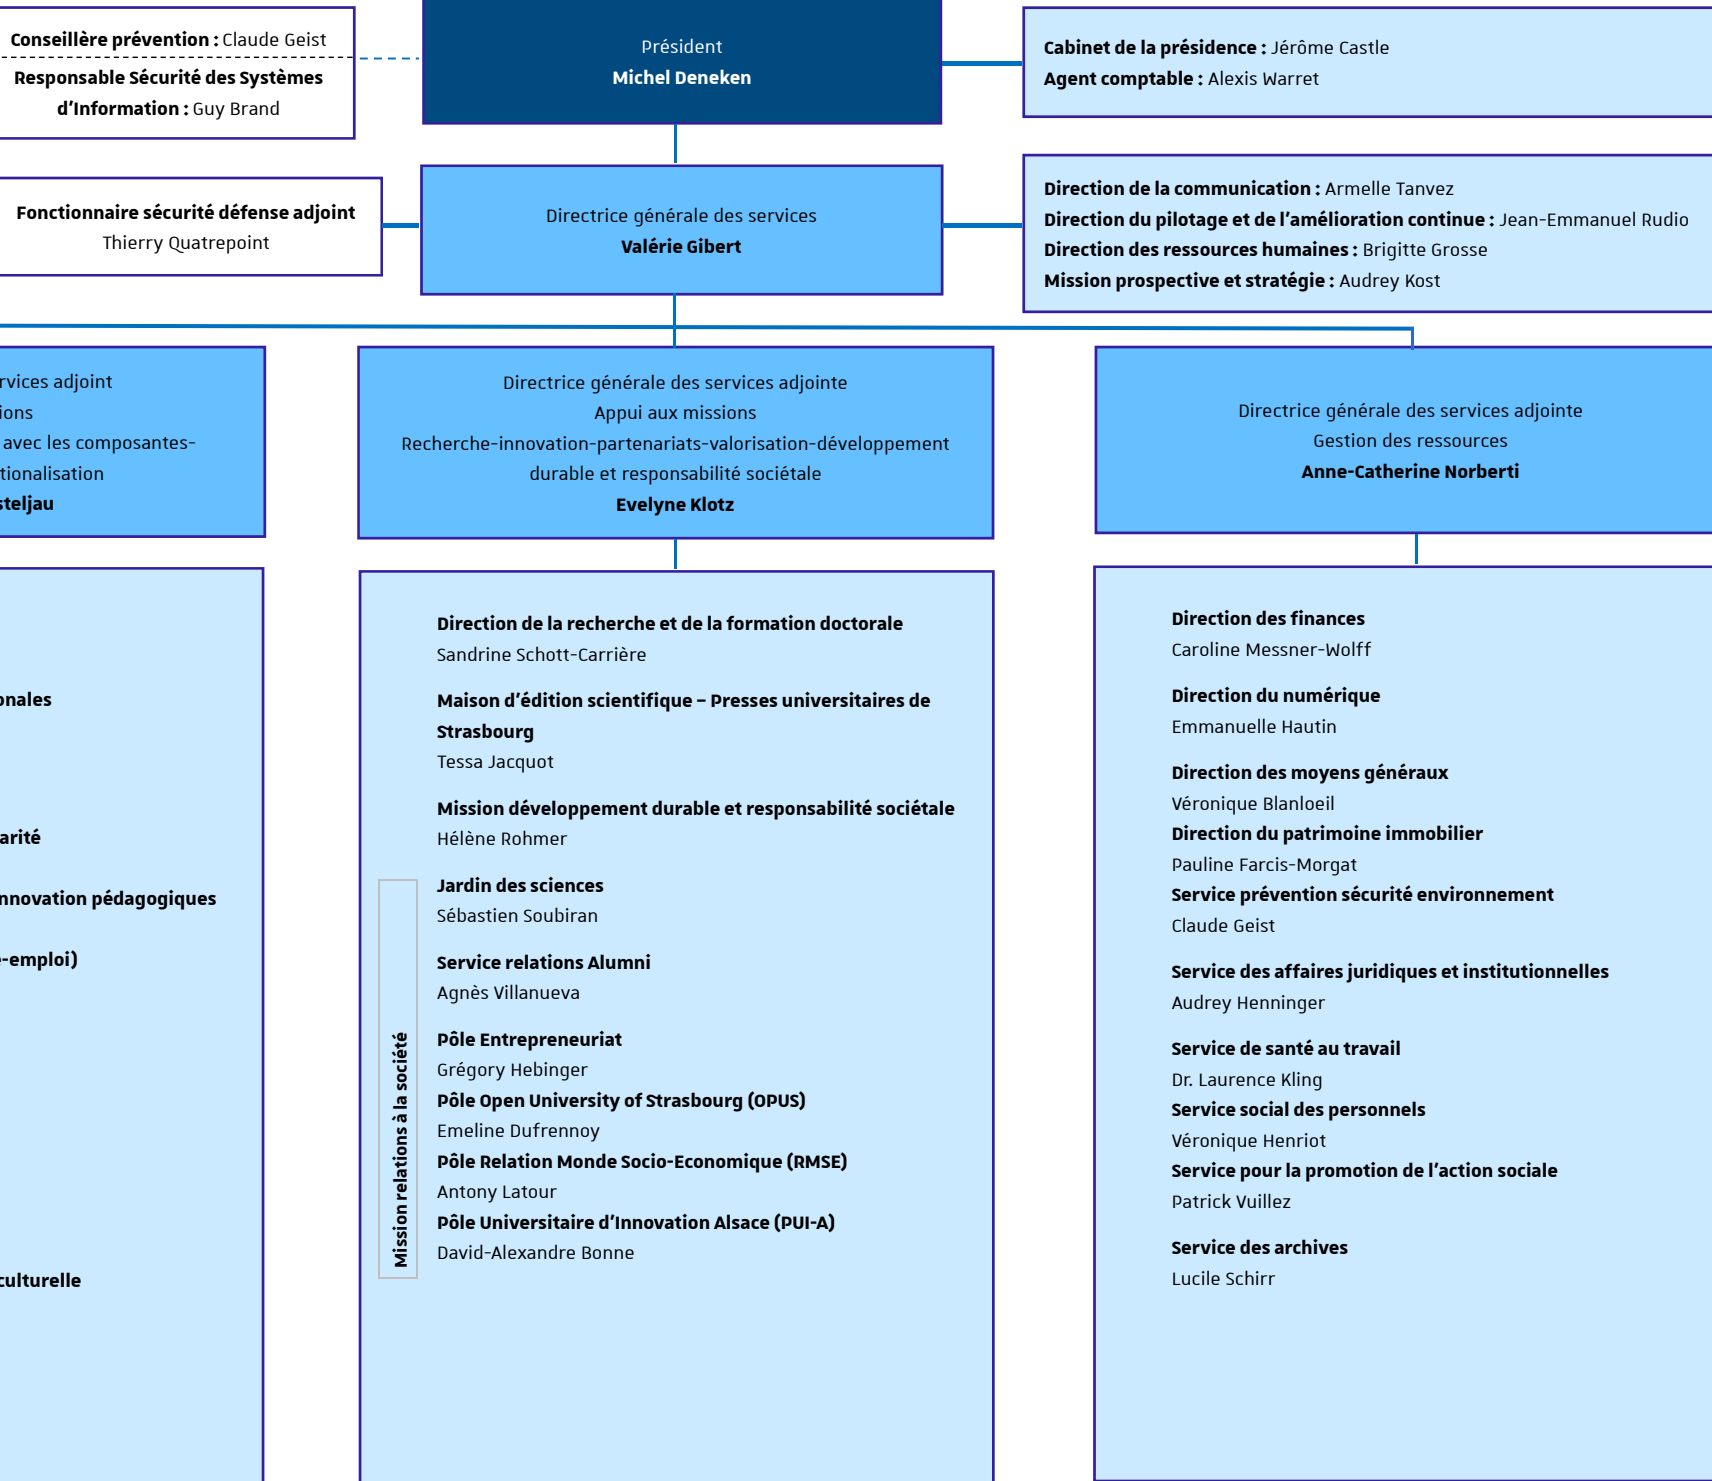 Conseillère prévention : Claude Geist
Responsable Sécurité des Systèmes
d'Information : Guy Brand
Président
Michel Deneken
Cabinet de la présidence : Jérôme Castle
Agent comptable : Alexis Warret
Fonctionnaire sécurité défense adjoint
Thierry Quatrepoint
Directrice générale des services
Valérie Gibert
Direction de la communication : Armelle Tanvez
Direction du pilotage et de l'amélioration continue : Jean-Emmanuel Rudio
Direction des ressources humaines : Brigitte Grosse
Mission prospective et stratégie : Audrey Kost
rvices adjoint
ions
avec les composantes-
tionalisation
steljau
Directrice générale des services adjointe
Appui aux missions
Recherche-innovation-partenariats-valorisation-développement
durable et responsabilité sociétale
Evelyne Klotz
Directrice générale des services adjointe
Gestion des ressources
Anne-Catherine Norberti
onales
arité
nnovation pédagogiques
e-emploi)
culturelle
Direction de la recherche et de la formation doctorale
Sandrine Schott-Carrière
Maison d'édition scientifique – Presses universitaires de
Strasbourg
Tessa Jacquot
Mission développement durable et responsabilité sociétale
Hélène Rohmer
Mission relations à la société
Jardin des sciences
Sébastien Soubiran
Service relations Alumni
Agnès Villanueva
Pôle Entrepreneuriat
Grégory Hebinger
Pôle Open University of Strasbourg (OPUS)
Emeline Dufrennoy
Pôle Relation Monde Socio-Economique (RMSE)
Antony Latour
Pôle Universitaire d'Innovation Alsace (PUI-A)
David-Alexandre Bonne
Direction des finances
Caroline Messner-Wolff
Direction du numérique
Emmanuelle Hautin
Direction des moyens généraux
Véronique Blanloeil
Direction du patrimoine immobilier
Pauline Farcis-Morgat
Service prévention sécurité environnement
Claude Geist
Service des affaires juridiques et institutionnelles
Audrey Henninger
Service de santé au travail
Dr. Laurence Kling
Service social des personnels
Véronique Henriot
Service pour la promotion de l'action sociale
Patrick Vuillez
Service des archives
Lucile Schirr